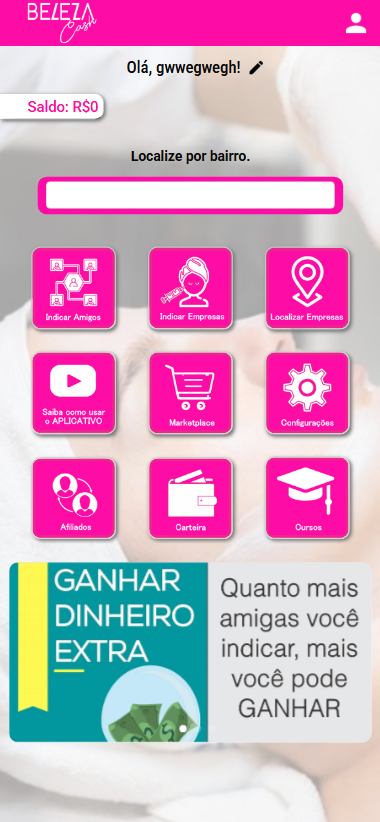 BELEZA
Cash
Olá, gwwegwegh!
Saldo: R$0
Localize por bairro.
Indicar Amigos
Indicar Empresas
Localizar Empresas
Saiba como usar
o APLICATIVO
Marketplace
Configurações
Afiliados
Carteira
Cursos
GANHAR
DINHEIRO
EXTRA
Quanto mais
amigas você
indicar, mais
você pode
GANHAR